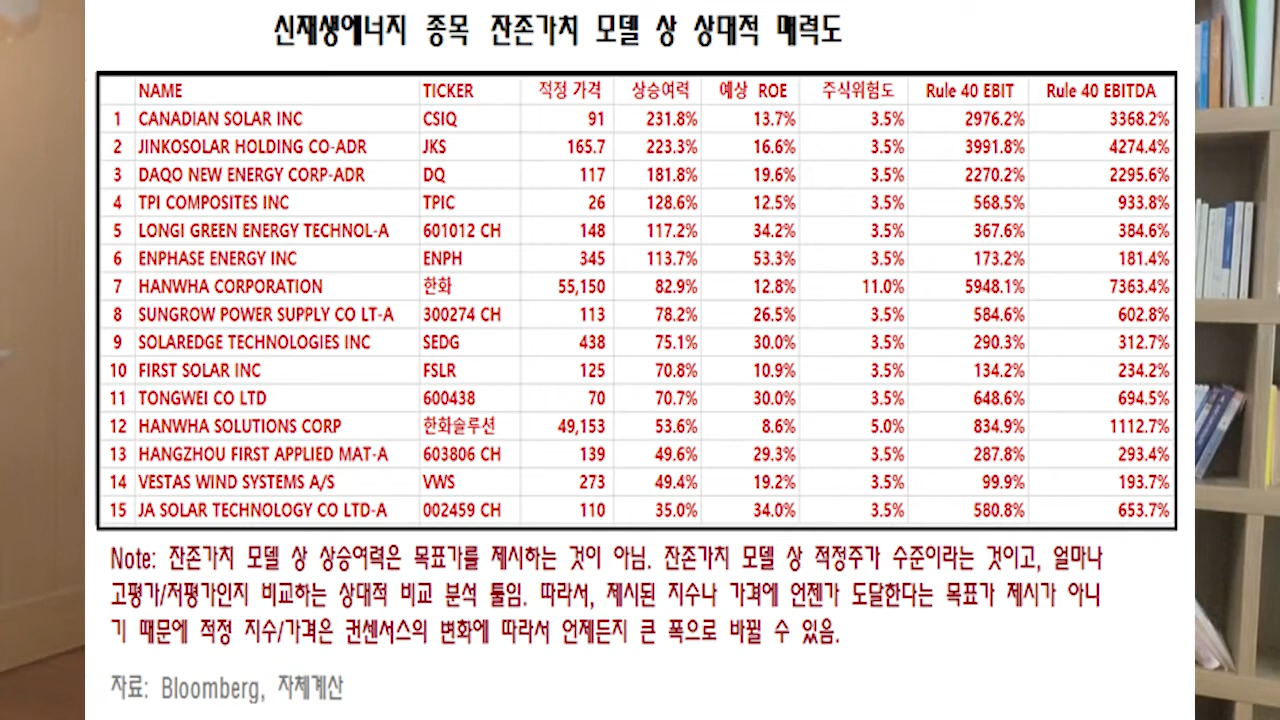 신재생에너지 종목 잔존가치 모델 상 상대적 매력도
NAME TICKER 적정 가격 상승여력 예상 ROE 주식위험도 Rule 40 EBIT Rule 40 EBITDA
1 CANADIAN SOLAR INC CSIQ 91 231.8% 13.7% 3.5% 2976.2% 3368.2%
2 JINKOSOLAR HOLDING CO-ADR JKS 165.7 223.3% 16.6% 3.5% 3991.8% 4274.4%
3 DAQO NEW ENERGY CORP-ADR DQ 117 181.8% 19.6% 3.5% 2270.2% 2295.6%
4 TPI COMPOSITES INC TPIC 26 128.6% 12.5% 3.5% 568.5% 933.8%
5 LONGI GREEN ENERGY TECHNOL-A 601012 CH 148 117.2% 34.2% 3.5% 367.6% 384.6%
6 ENPHASE ENERGY INC ENPH 345 113.7% 53.3% 3.5% 173.2% 181.4%
7 HANWHA CORPORATION 한화 55,150 82.9% 12.8% 11.0% 5948.1% 7363.4%
8 SUNGROW POWER SUPPLY CO LT-A 300274 CH 113 78.2% 26.5% 3.5% 584.6% 602.8%
9 SOLAREDGE TECHNOLOGIES INC SEDG 438 75.1% 30.0% 3.5% 290.3% 312.7%
10 FIRST SOLAR INC FSLR 125 70.8% 10.9% 3.5% 134.2% 234.2%
11 TONGWEI CO LTD 600438 70 70.7% 30.0% 3.5% 648.6% 694.5%
12 HANWHA SOLUTIONS CORP 한화솔루션 49,153 53.6% 8.6% 5.0% 834.9% 1112.7%
13 HANGZHOU FIRST APPLIED MAT-A 603806 CH 139 49.6% 29.3% 3.5% 287.8% 293.4%
14 VESTAS WIND SYSTEMS A/S VWS 273 49.4% 19.2% 3.5% 99.9% 193.7%
15 JA SOLAR TECHNOLOGY CO LTD-A 002459 CH 110 35.0% 34.0% 3.5% 580.8% 653.7%
Note: 잔존가치 모델 상 상승여력은 목표가를 제시하는 것이 아님. 잔존가치 모델 상 적정주가 수준이라는 것이고, 얼마나
고평가/저평가인지 비교하는 상대적 비교 분석 툴임. 따라서, 제시된 지수나 가격에 언젠가 도달한다는 목표가 제시가 아니
기 때문에 적정 지수/가격은 컨센서스의 변화에 따라서 언제든지 큰 폭으로 바뀔 수 있음.
자료: Bloomberg, 자체계산